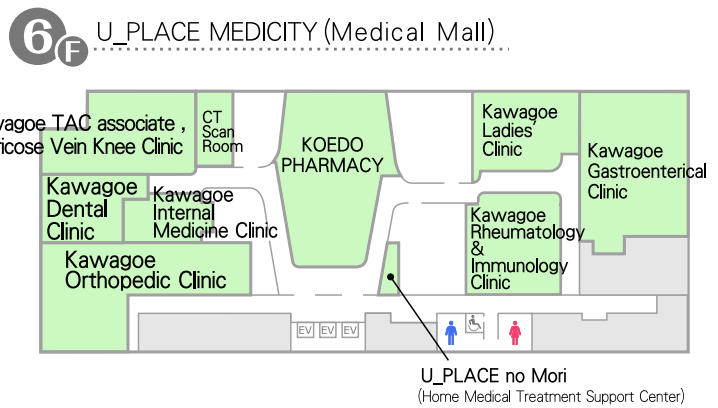 6F U_PLACE MEDICITY (Medical Mall)
wagoe TAC associate ,
ricose Vein Knee Clinic
CT
Scan
Room
KOEDO
PHARMACY
Kawagoe
Ladies'
Clinic
Kawagoe
Gastroenterical
Clinic
Kawagoe
Dental
Clinic
Kawagoe
Internal
Medicine Clinic
Kawagoe
Rheumatology
&
Immunology
Clinic
Kawagoe
Orthopedic Clinic
EV EV EV
U_PLACE no Mori
(Home Medical Treatment Support Center)